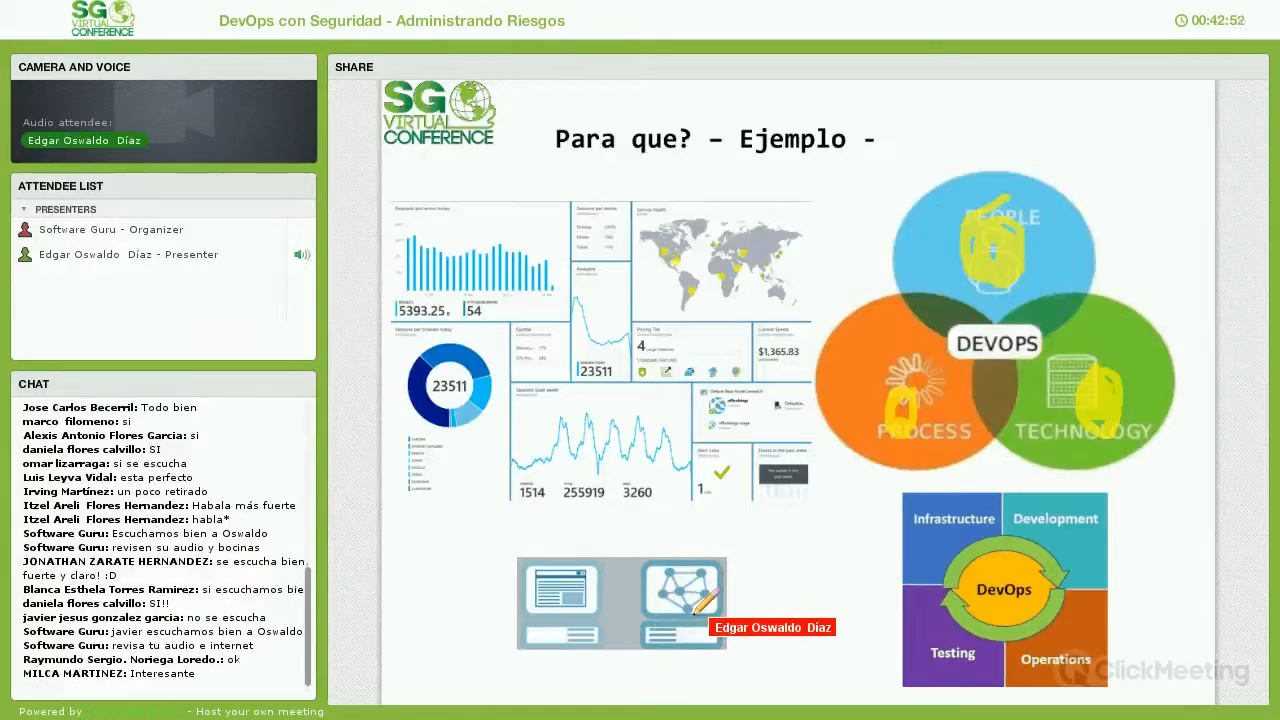 SG
VIRTUAL
CONFERENCE
DevOps con Seguridad - Administrando Riesgos
00:42:52
CAMERA AND VOICE
Audio attendee:
Edgar Oswaldo Díaz
ATTENDEE LIST
PRESENTERS
Software Guru - Organizer
Edgar Oswaldo Díaz - Presenter
CHAT
Jose Carlos Becerril: Todo bien
marco filomeno: si
Alexis Antonio Flores Garcia: si
daniela flores calvillo: si
omar lizarraga: si se escucha
Luis Leyva Vidal: esta perfecto
Irving Martínez: un poco retirado
Itzel Areli Flores Hernandez: Habala más fuerte
Itzel Areli Flores Hernandez: habla*
Software Guru: Escuchamos bien a Oswaldo
Software Guru: revisen su audio y bocinas
JONATHAN ZARATE HERNANDEZ: se escucha bien,
fuerte y claro! :D
Blanca Esthela Torres Ramirez: si escuchamos bie
daniela flores calvillo: SI!!
javier jesus gonzalez garcia: no se escucha
Software Guru: javier escuchamos bien a Oswaldo
Software Guru: revisa tu audio e internet
Raymundo Sergio. Noriega Loredo.: ok
MILCA MARTINEZ: Interesante
Powered by
- Host your own meeting
SHARE
SG
VIRTUAL
CONFERENCE
Para que? – Ejemplo -
5393.25
54
23511
4
$1,365.83
23511
1514
255919
3260
1
PEOPLE
DEVOPS
PROCESS
TECHNOLOGY
Infrastructure
Development
DevOps
Testing
Operations
Edgar Oswaldo Díaz
ClickMeeting